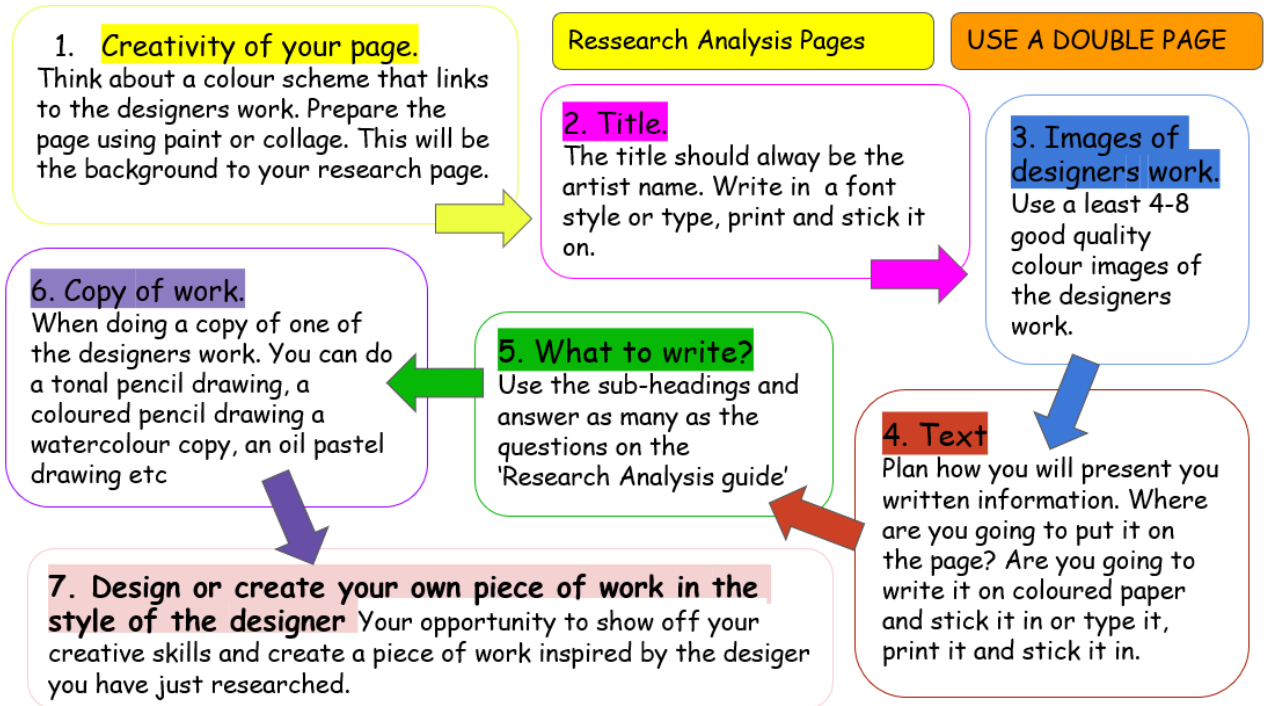 Ressearch Analysis Pages
USE A DOUBLE PAGE
1. Creativity of your page.
Think about a colour scheme that links
to the designers work. Prepare the
page using paint or collage. This will be
the background to your research page.
2. Title.
The title should alway be the
artist name. Write in a font
style or type, print and stick it
on.
3. Images of
designers work.
Use a least 4-8
good quality
colour images of
the designers
work.
4. Text
Plan how you will present you
written information. Where
are you going to put it on
the page? Are you going to
write it on coloured paper
and stick it in or type it,
print it and stick it in.
5. What to write?
Use the sub-headings and
answer as many as the
questions on the
‘Research Analysis guide’
6. Copy of work.
When doing a copy of one of
the designers work. You can do
a tonal pencil drawing, a
coloured pencil drawing a
watercolour copy, an oil pastel
drawing etc
7. Design or create your own piece of work in the
style of the designer Your opportunity to show off your
creative skills and create a piece of work inspired by the desiger
you have just researched.